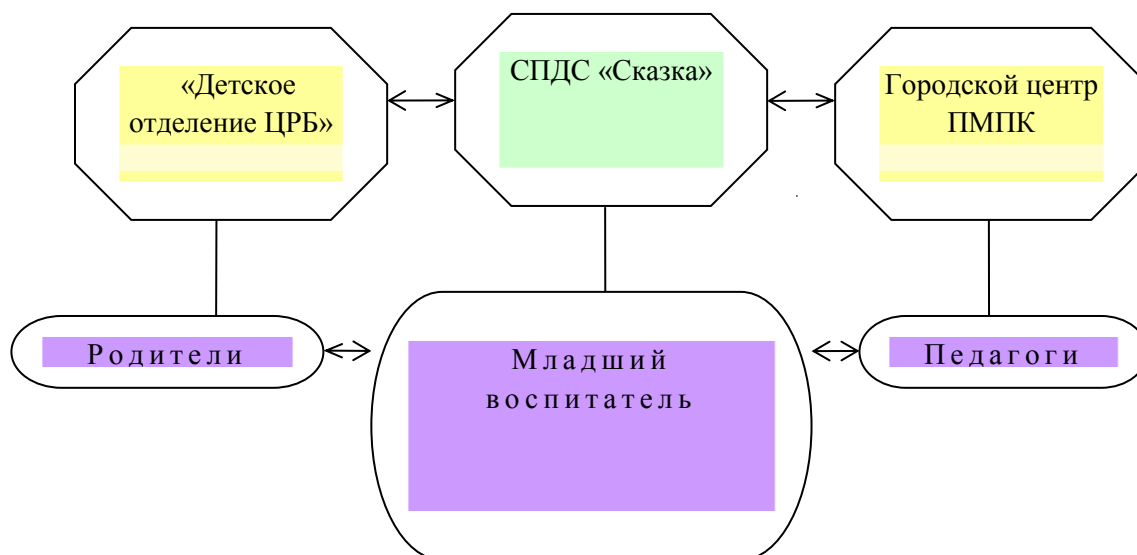 «Детское
отделение ЦРБ»
СПДС «Сказка»
Городской центр
ПМПК
Родители
Младший
воспитатель
Педагоги